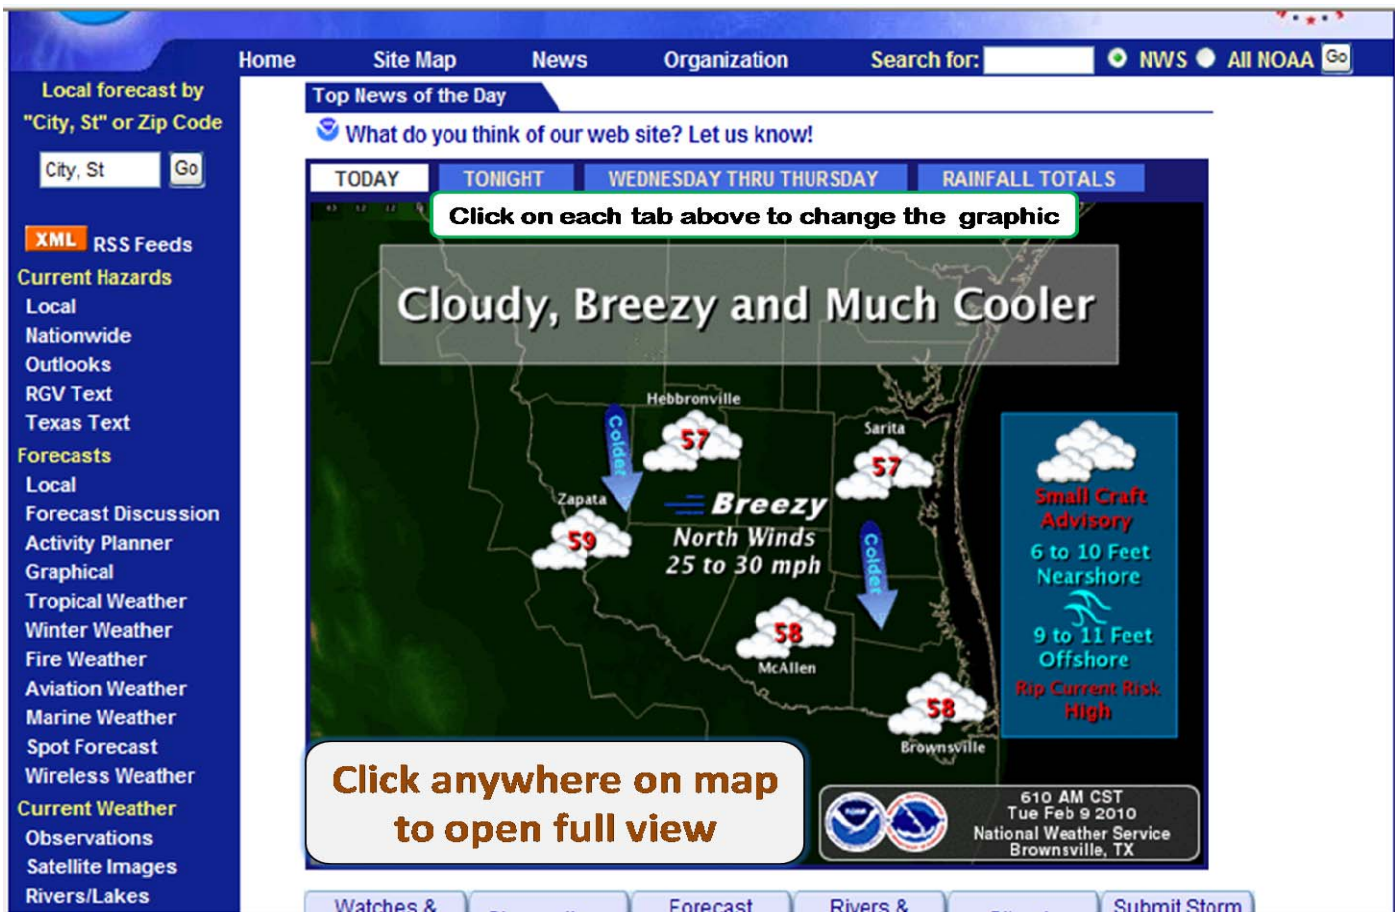 Home Site Map News Organization Search for: NWS All NOAA Go
Local forecast by
"City, St" or Zip Code
City, St Go
XML RSS Feeds
Current Hazards
Local
Nationwide
Outlooks
RGV Text
Texas Text
Forecasts
Local
Forecast Discussion
Activity Planner
Graphical
Tropical Weather
Winter Weather
Fire Weather
Aviation Weather
Marine Weather
Spot Forecast
Wireless Weather
Current Weather
Observations
Satellite Images
Rivers/Lakes
Top News of the Day
What do you think of our web site? Let us know!
TODAY TONIGHT WEDNESDAY THRU THURSDAY RAINFALL TOTALS
Click on each tab above to change the graphic
Cloudy, Breezy and Much Cooler
Hebbronville
57
Colder
Sarita
57
Zapata
59
Breezy
North Winds
25 to 30 mph
Colder
58
McAllen
58
Brownsville
Small Craft
Advisory
6 to 10 Feet
Nearshore
9 to 11 Feet
Offshore
Rip Current Risk
High
Click anywhere on map
to open full view
610 AM CST
Tue Feb 9 2010
National Weather Service
Brownsville, TX
Watches & Forecast Rivers & Submit Storm